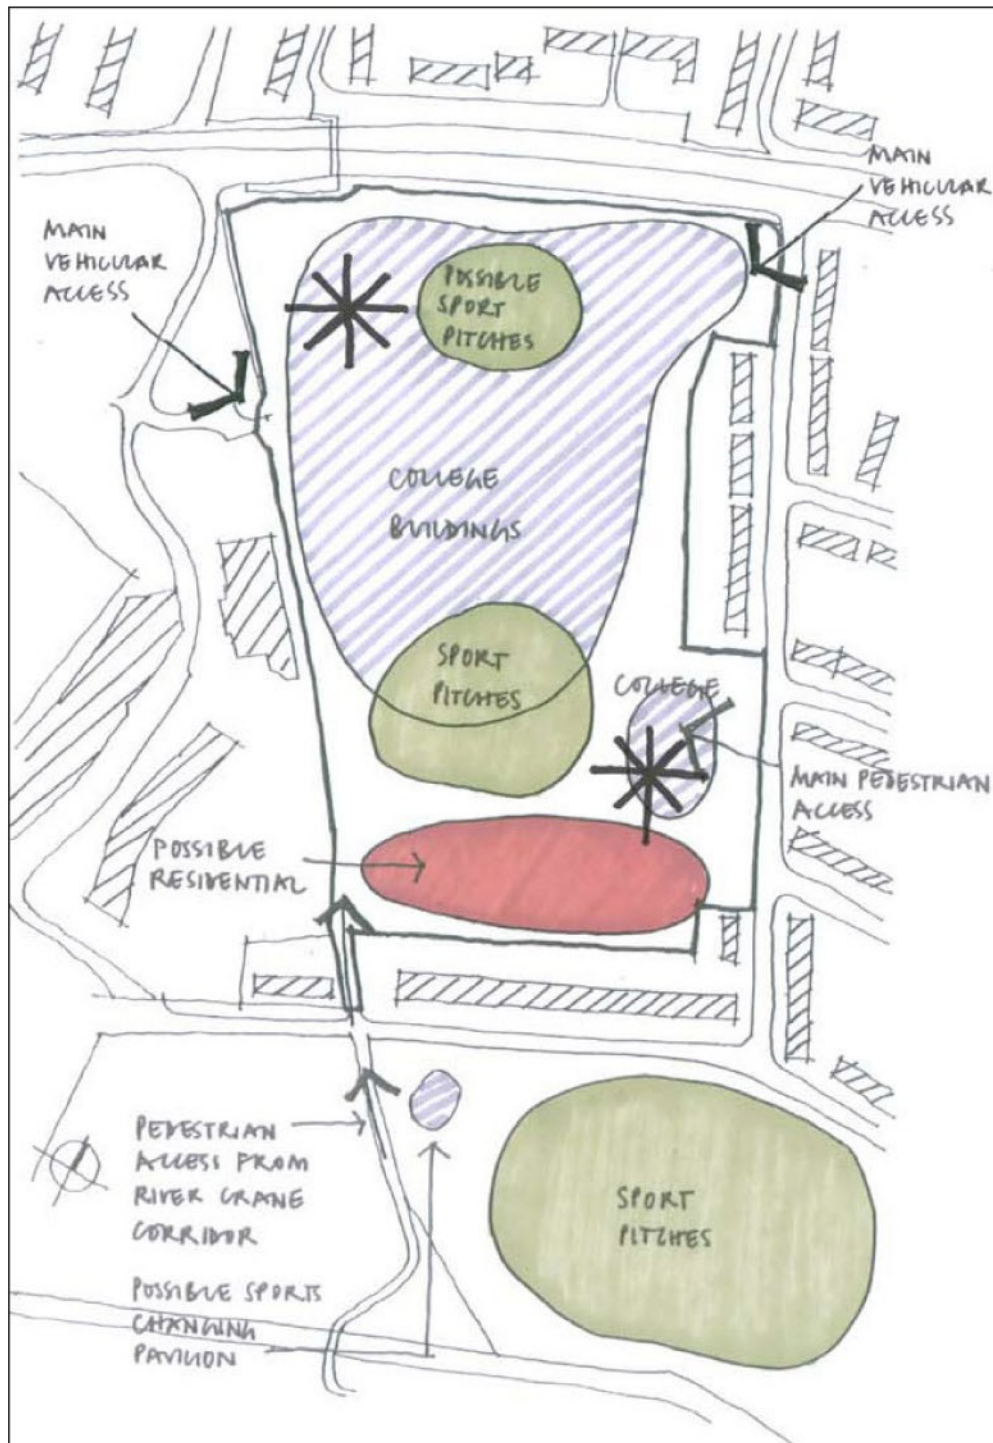 MAIN
VEHICULAR
ACCESS
MAIN
VEHICULAR
ACCESS
POSSIBLE
SPORT
PITCHES
COLLEGE
BUILDINGS
SPORT
PITCHES
COLLEGE
MAIN PEDESTRIAN
ACCESS
POSSIBLE
RESIDENTIAL
PEDESTRIAN
ACCESS FROM
RIVER CRANE
CORRIDOR
SPORT
PITCHES
POSSIBLE SPORTS
CHANGING
PAVILION